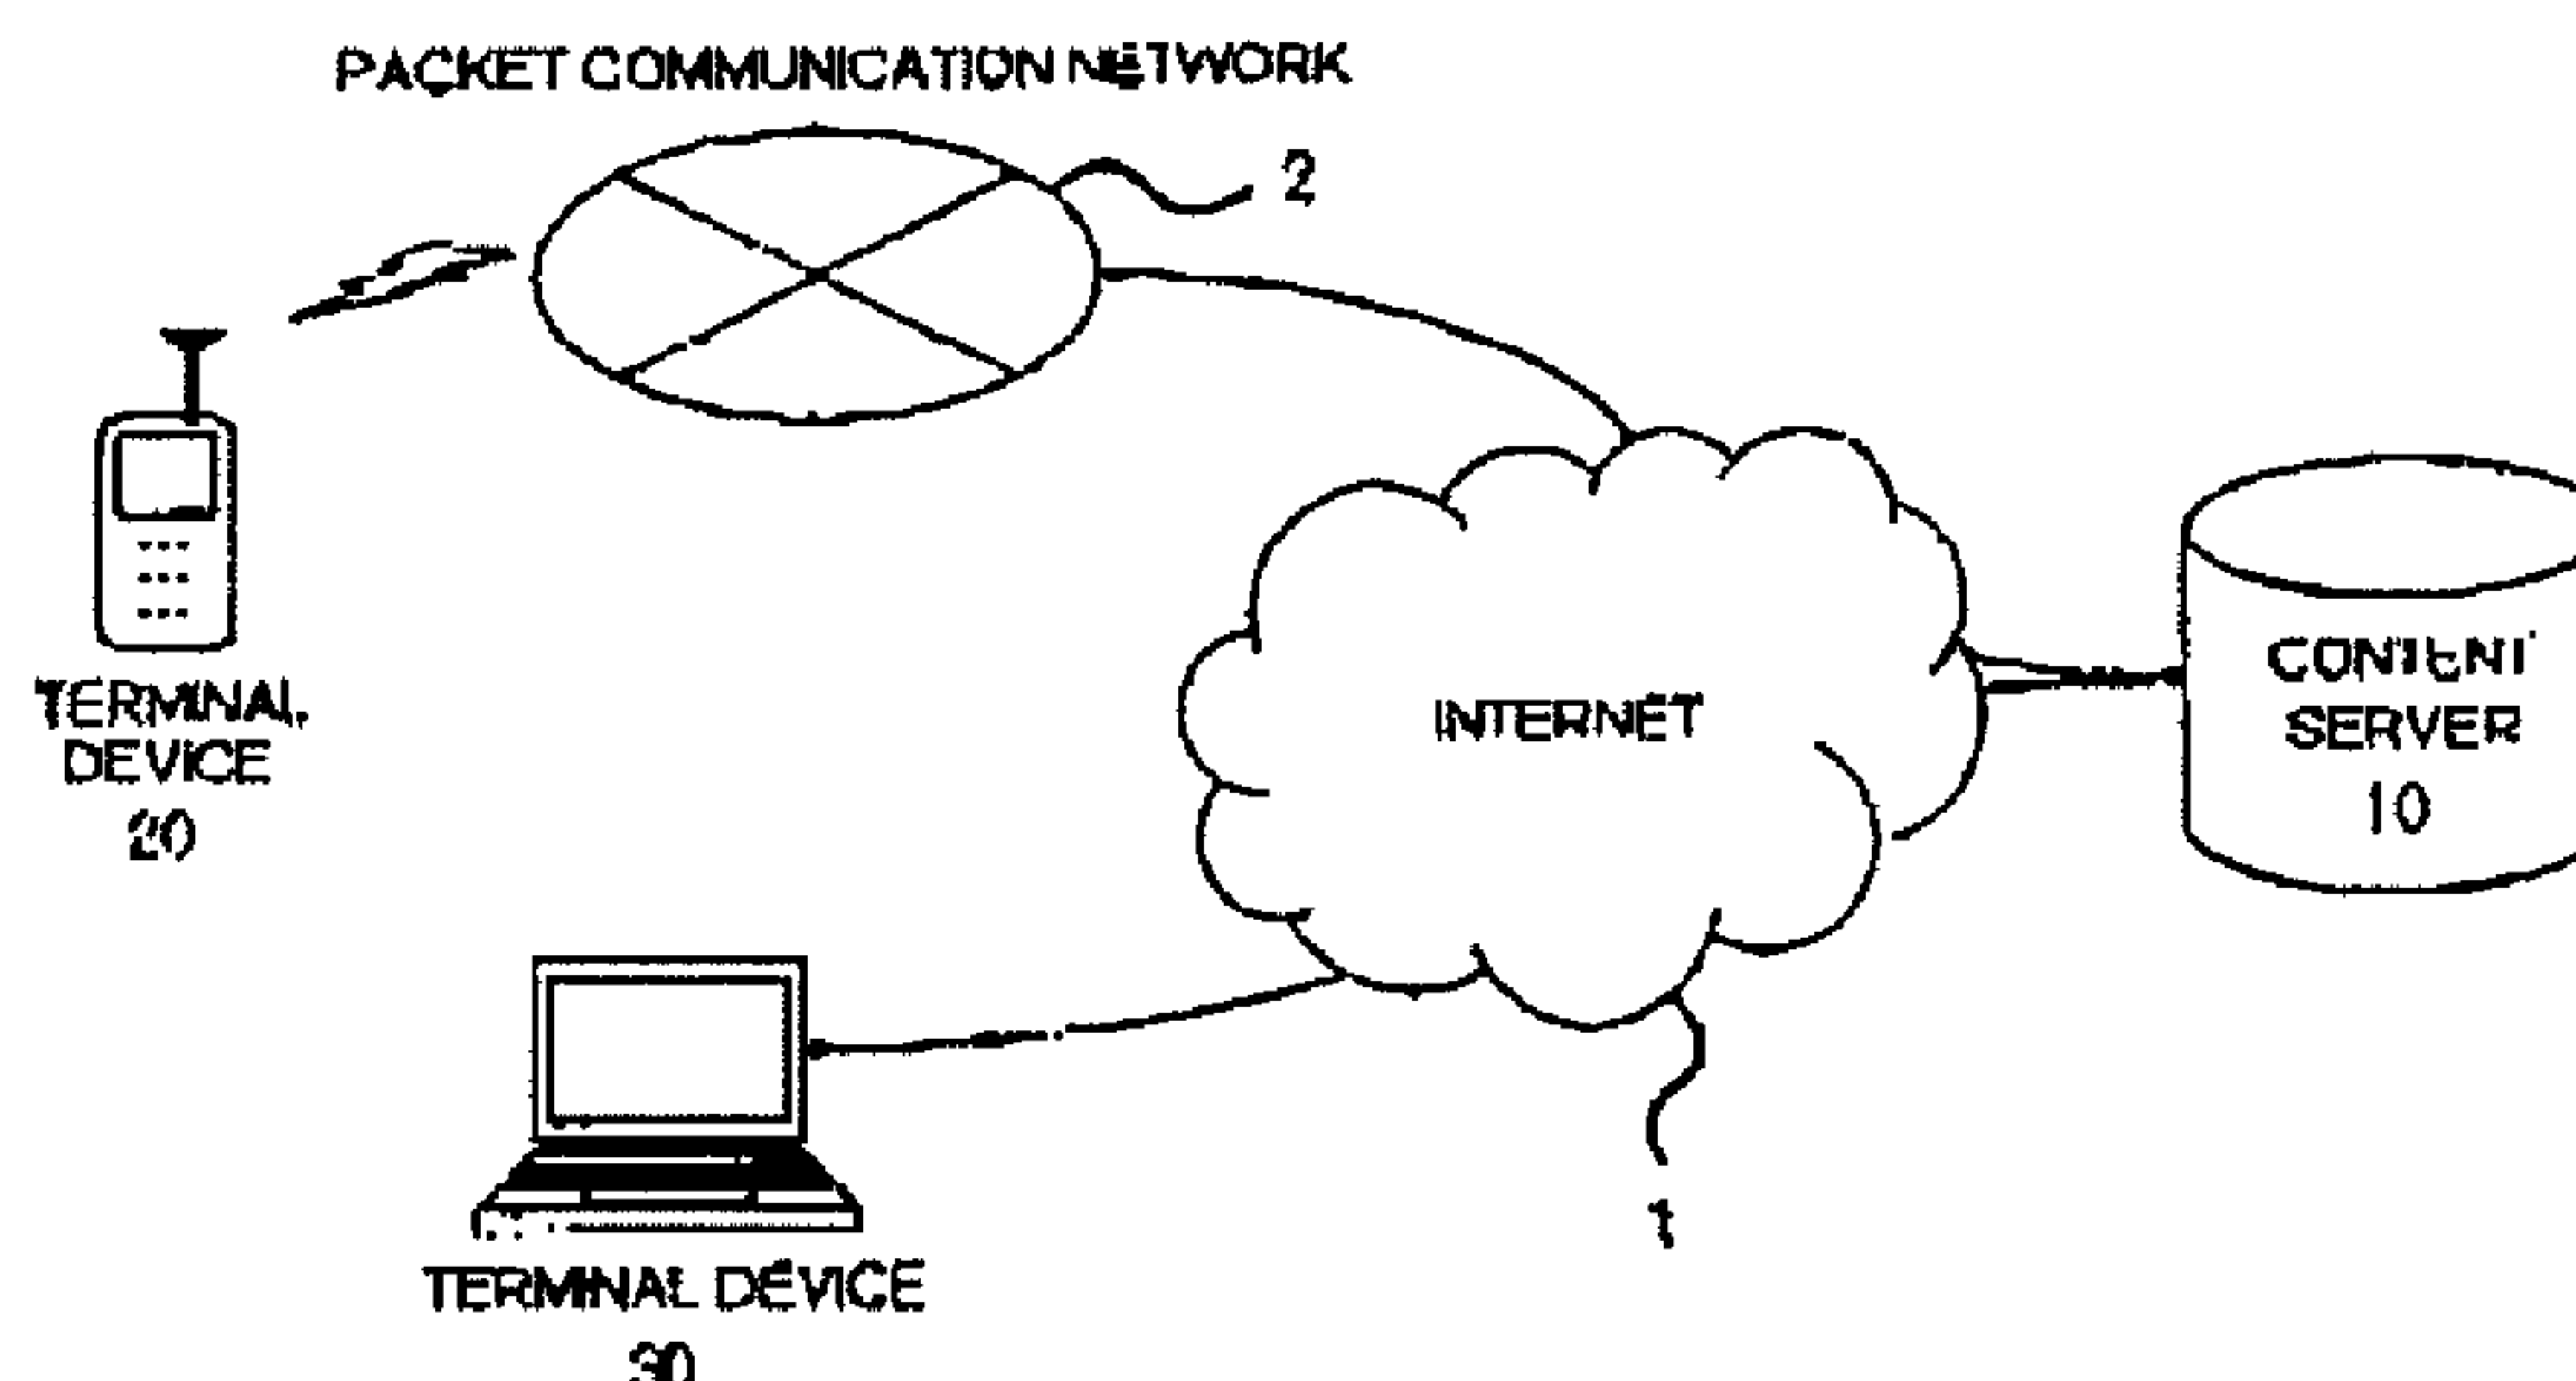 PACKET COMMUNICATION NETWORK
2
TERMINAL
DEVICE
20
INTERNET
CONTENT
SERVER
10
1
TERMINAL DEVICE
30